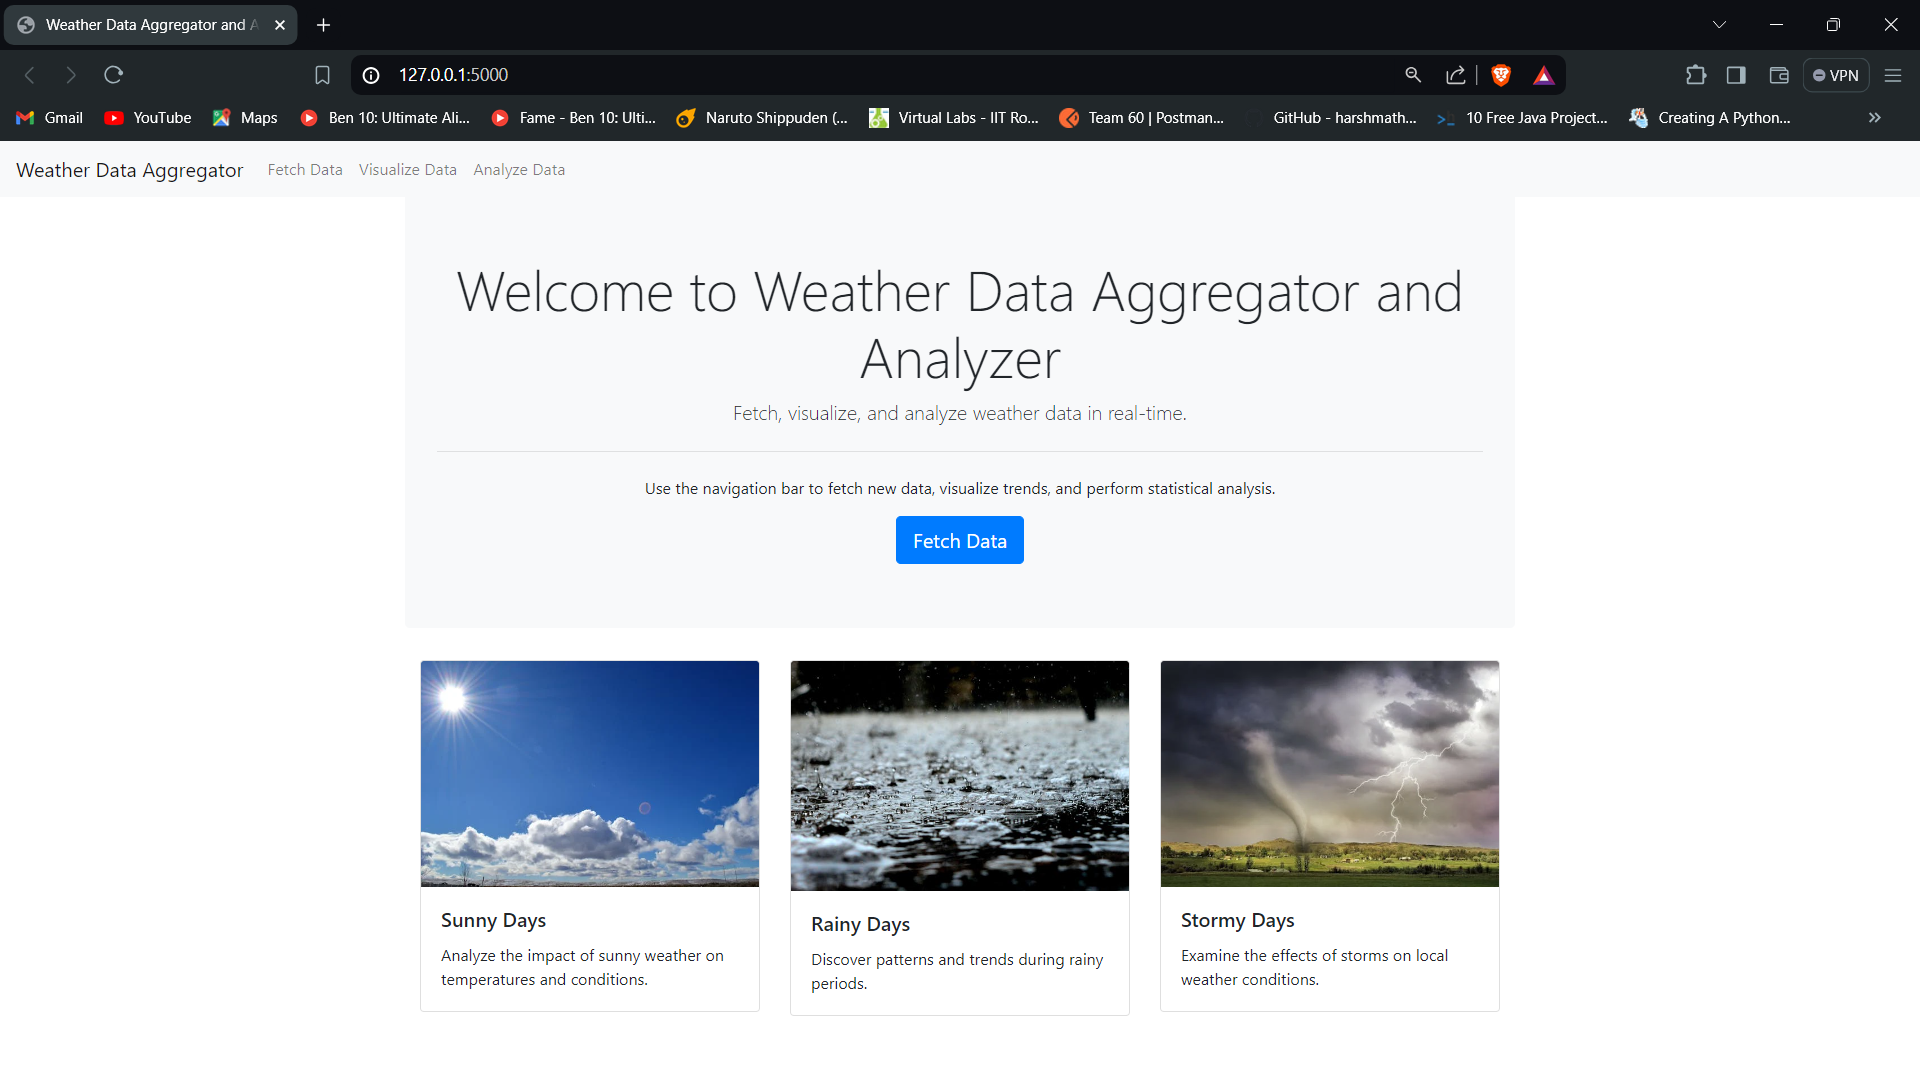 Weather Data Aggregator and A
127.0.0.1:5000
VPN
Gmail YouTube Maps Ben 10: Ultimate Ali... Fame - Ben 10: Ulti... Naruto Shippuden (... Virtual Labs - IIT Ro... Team 60 | Postman... GitHub - harshmath... 10 Free Java Project... Creating A Python...
Weather Data Aggregator Fetch Data Visualize Data Analyze Data
Welcome to Weather Data Aggregator and
Analyzer
Fetch, visualize, and analyze weather data in real-time.
Use the navigation bar to fetch new data, visualize trends, and perform statistical analysis.
Fetch Data
Sunny Days
Analyze the impact of sunny weather on
temperatures and conditions.
Rainy Days
Discover patterns and trends during rainy
periods.
Stormy Days
Examine the effects of storms on local
weather conditions.